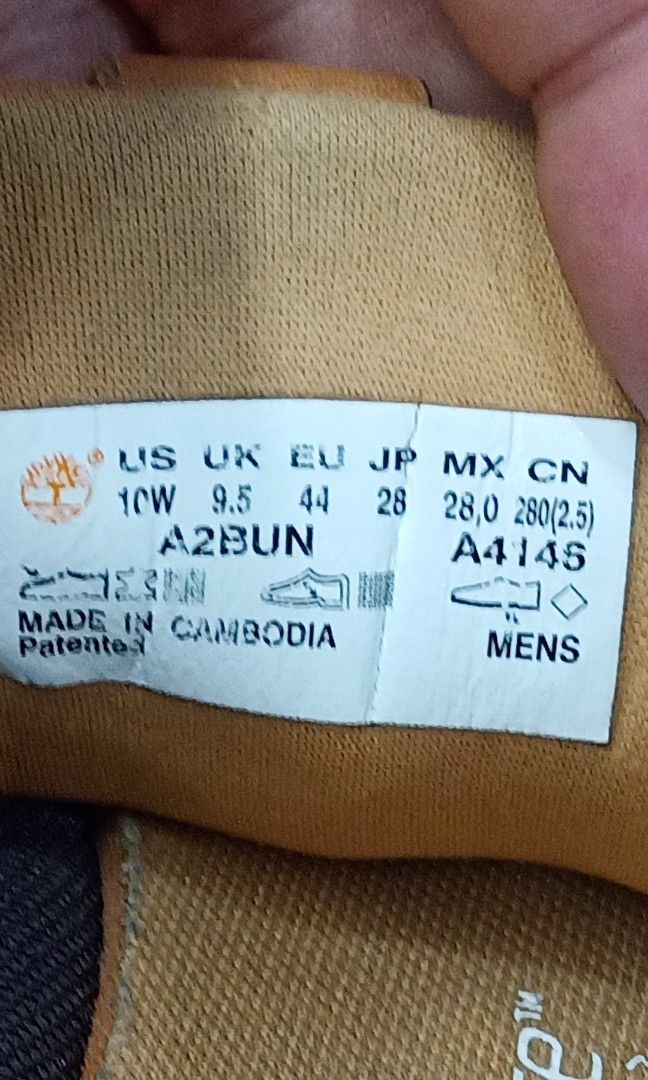 ®
US UK EU JP MX CN
10W 9.5 44 28 28,0 280(2.5)
A2BUN A4146
MADE IN CAMBODIA
Patented MENS
TM